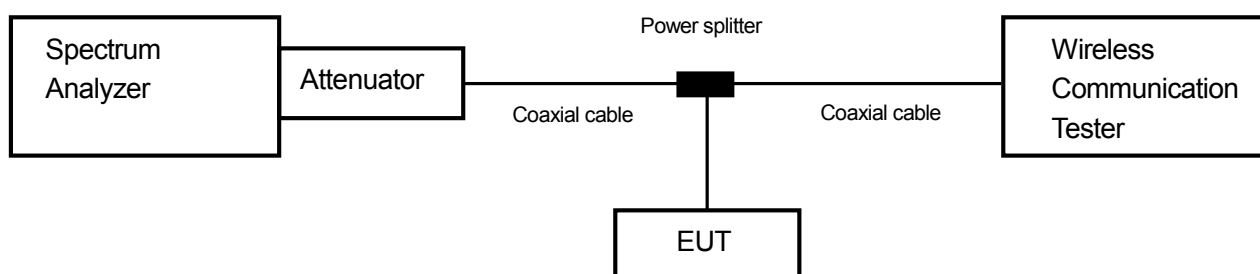 Power splitter
Spectrum
Analyzer
Attenuator
Wireless
Communication
Tester
Coaxial cable
Coaxial cable
EUT